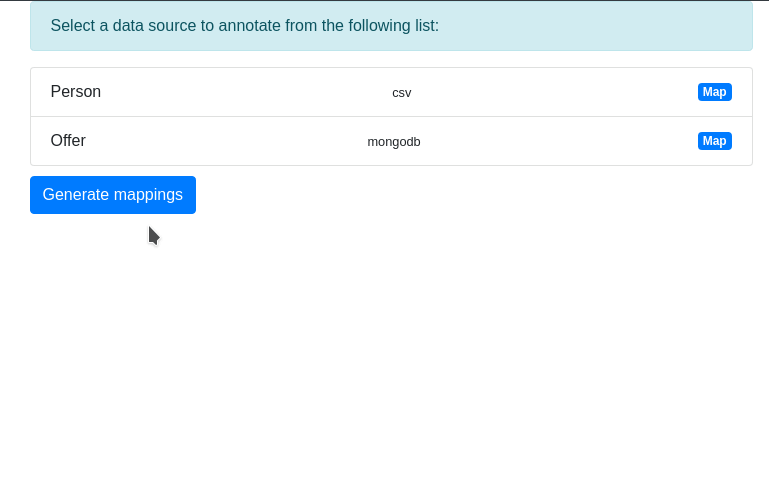 Select a data source to annotate from the following list:
Person csv Map
Offer mongodb Map
Generate mappings